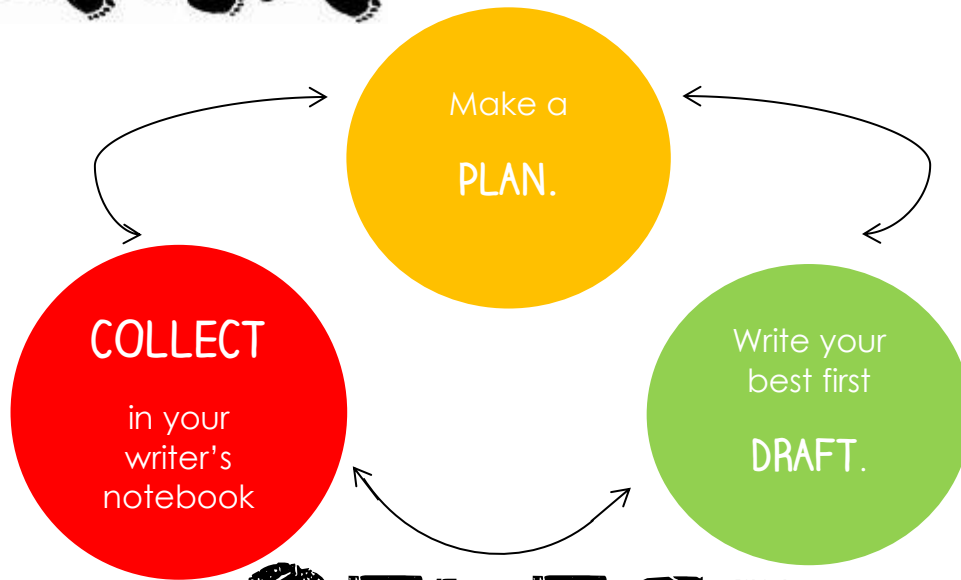 Make a
PLAN.
COLLECT
in your
writer's
notebook
Write your
best first
DRAFT.